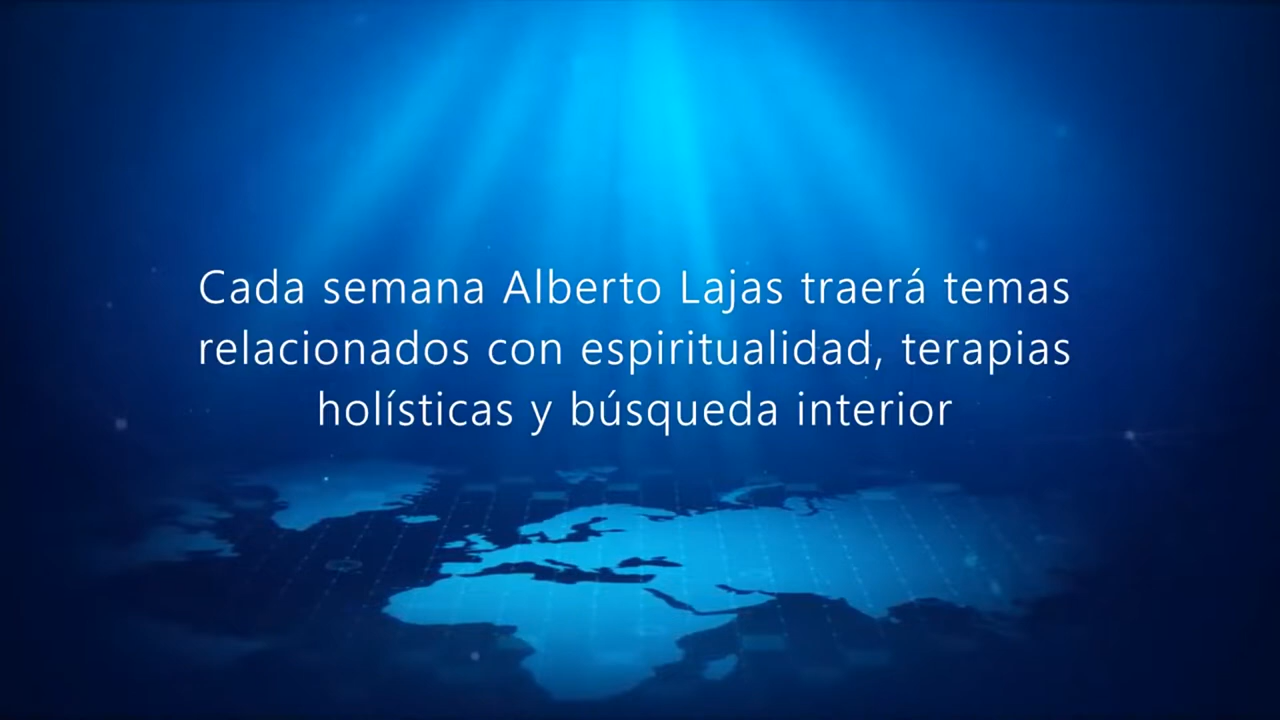 Cada semana Alberto Lajas traerá temas
relacionados con espiritualidad, terapias
holísticas y búsqueda interior